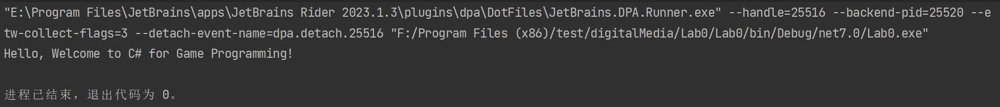 "E:\Program Files\JetBrains\apps\JetBrains Rider 2023.1.3\plugins\dpa\DotFiles\JetBrains.DPA.Runner.exe" --handle=25516 --backend-pid=25520 --e
tw-collect-flags=3 --detach-event-name=dpa.detach.25516 "F:/Program Files (x86)/test/digitalMedia/Lab0/Lab0/bin/Debug/net7.0/Lab0.exe"
Hello, Welcome to C# for Game Programming!
进程已结束，退出代码为 0。